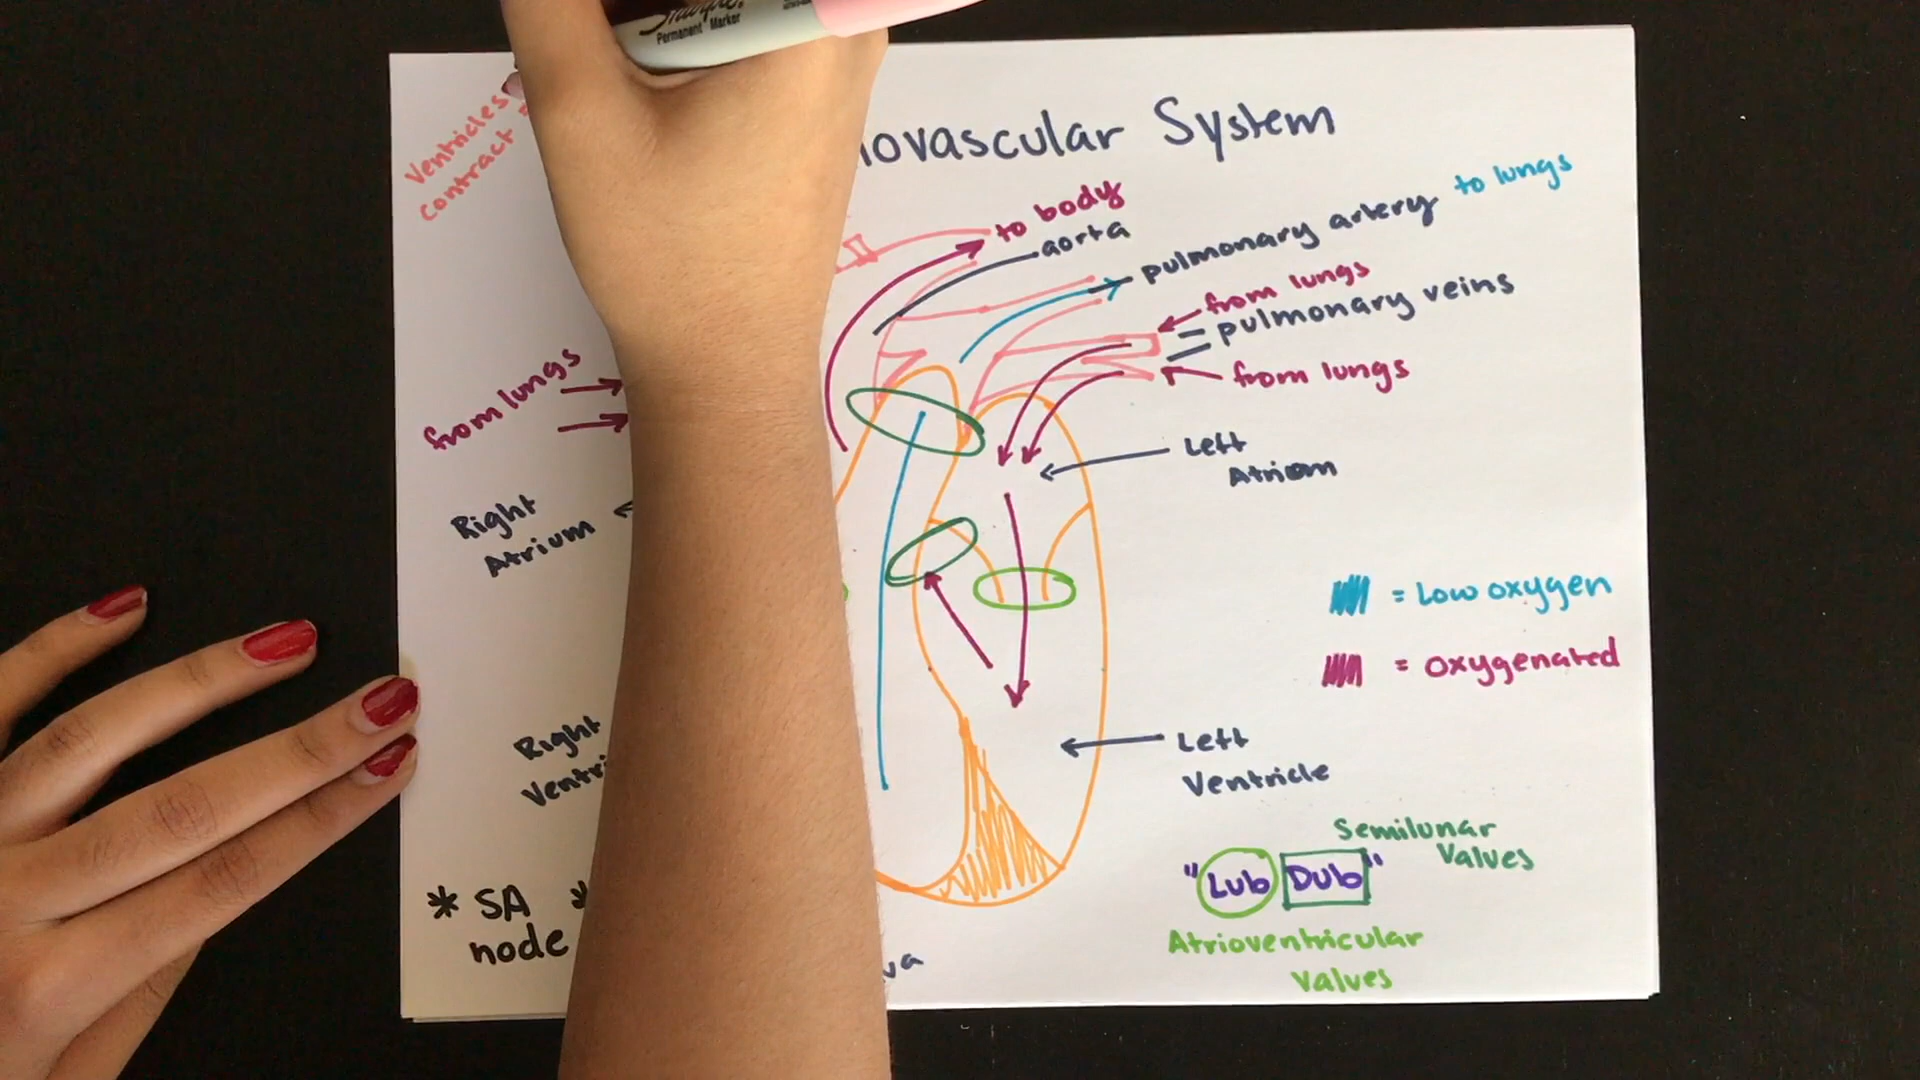 Sharpie
Permanent Marker
Ventricles
contract =
iovascular System
to body
aorta
pulmonary artery to lungs
from lungs
pulmonary veins
from lungs
from lungs
Left
Atrium
Right
Atrium
= Low oxygen
= oxygenated
Right
Ventri
Left
Ventricle
Semilunar
Valves
"Lub Dub"
Atrioventricular
Valves
* SA *
node
va